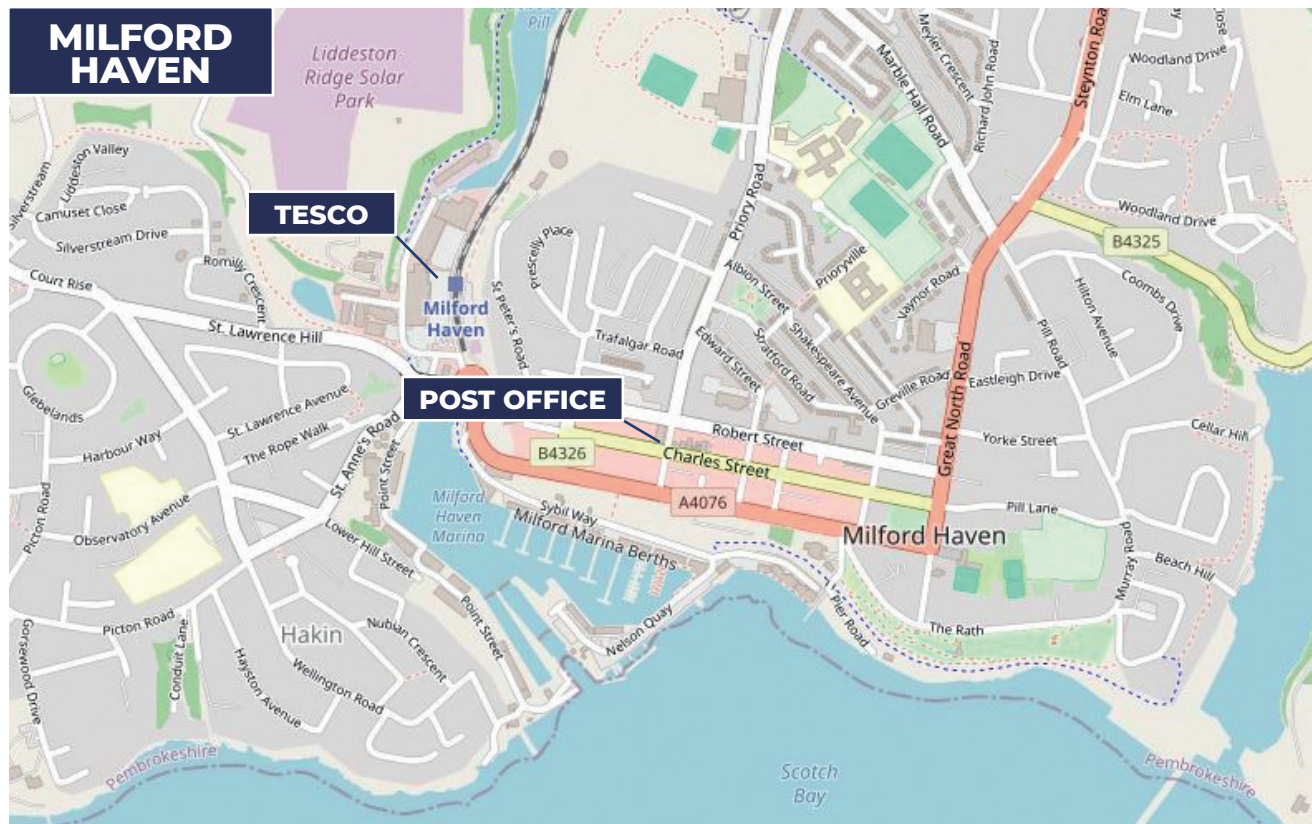 MILFORD
HAVEN
Liddeston
Ridge Solar
Park
Pill
Steynton Roa
Woodland Drive
Close
Elm Lane
Meyler Crescent
Marble Hall Road
Richard John Road
Silverstream
Liddeston Valley
Camuset Close
Silverstream Drive
Romilly Crescent
TESCO
Priory Road
Woodland Drive
B4325
Prescelly Place
Albion Street
Prioryville
Court Rise
Coombs Drive
Hilton Avenue
Milford
Haven
St Peter's Road
St. Lawrence Hill
Trafalgar Road
Edward Street
Stratford Road
Shakespeare Avenue
Naynor Road
Pill Road
Glebelands
St. Lawrence Avenue
POST OFFICE
Greville Road
Great North Road
Eastleigh Drive
Harbour Way
The Rope Walk
St. Anne's Road
Point Street
Robert Street
Yorke Street
Cellar Hill
B4326
Charles Street
Picton Road
Observatory Avenue
Milford
Haven
Marina
Sybil Way
A4076
Pill Lane
Milford Marina Berths
Milford Haven
Lower Hill Street
Murray Road
Beach Hill
Point Street
Picton Road
Hakin
Nubian Crescent
Nelson Quay
Pier Road
The Rath
Gorsewood Drive
Conduit Lane
Hayston Avenue
Wellington Road
Pembrokeshire
Scotch
Bay
Pembrokeshire